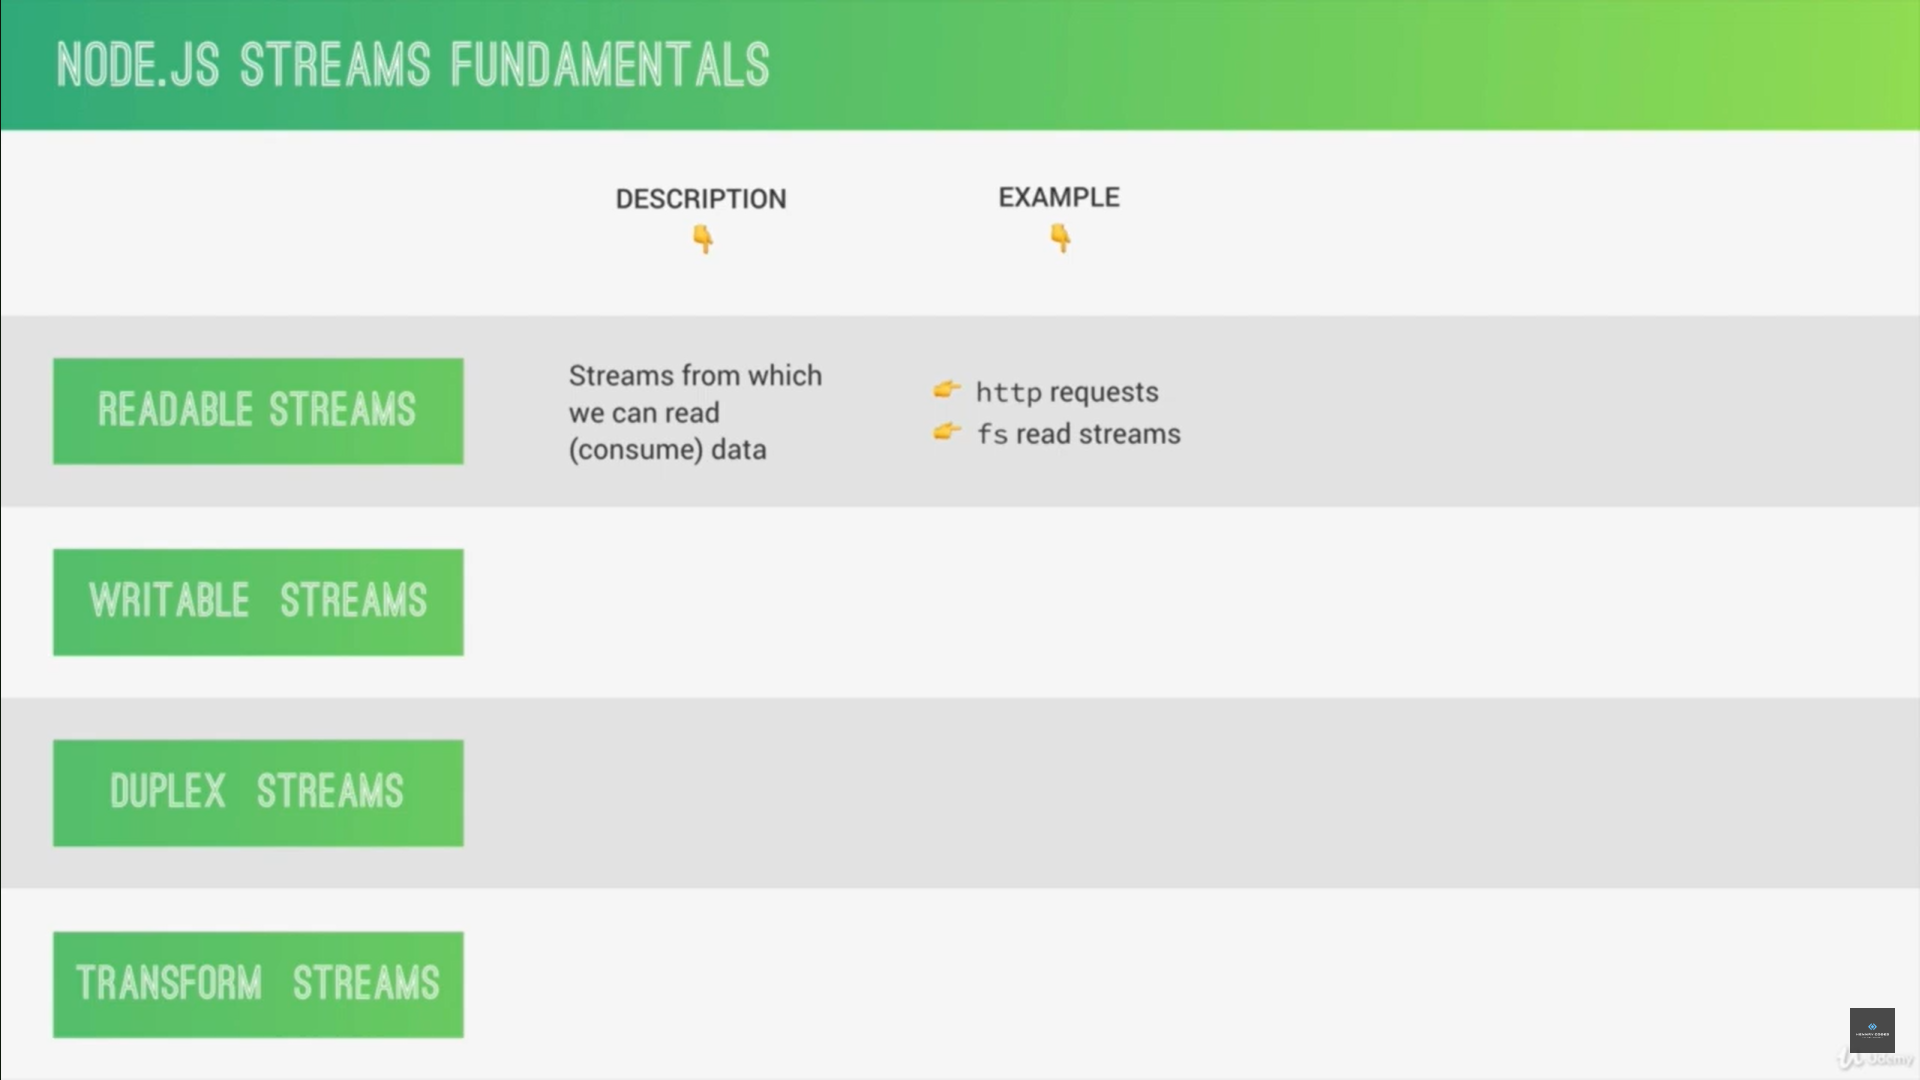 NODE.JS STREAMS FUNDAMENTALS
DESCRIPTION
EXAMPLE
READABLE STREAMS
Streams from which
we can read
(consume) data
http requests
fs read streams
WRITABLE STREAMS
DUPLEX STREAMS
TRANSFORM STREAMS
Udemy